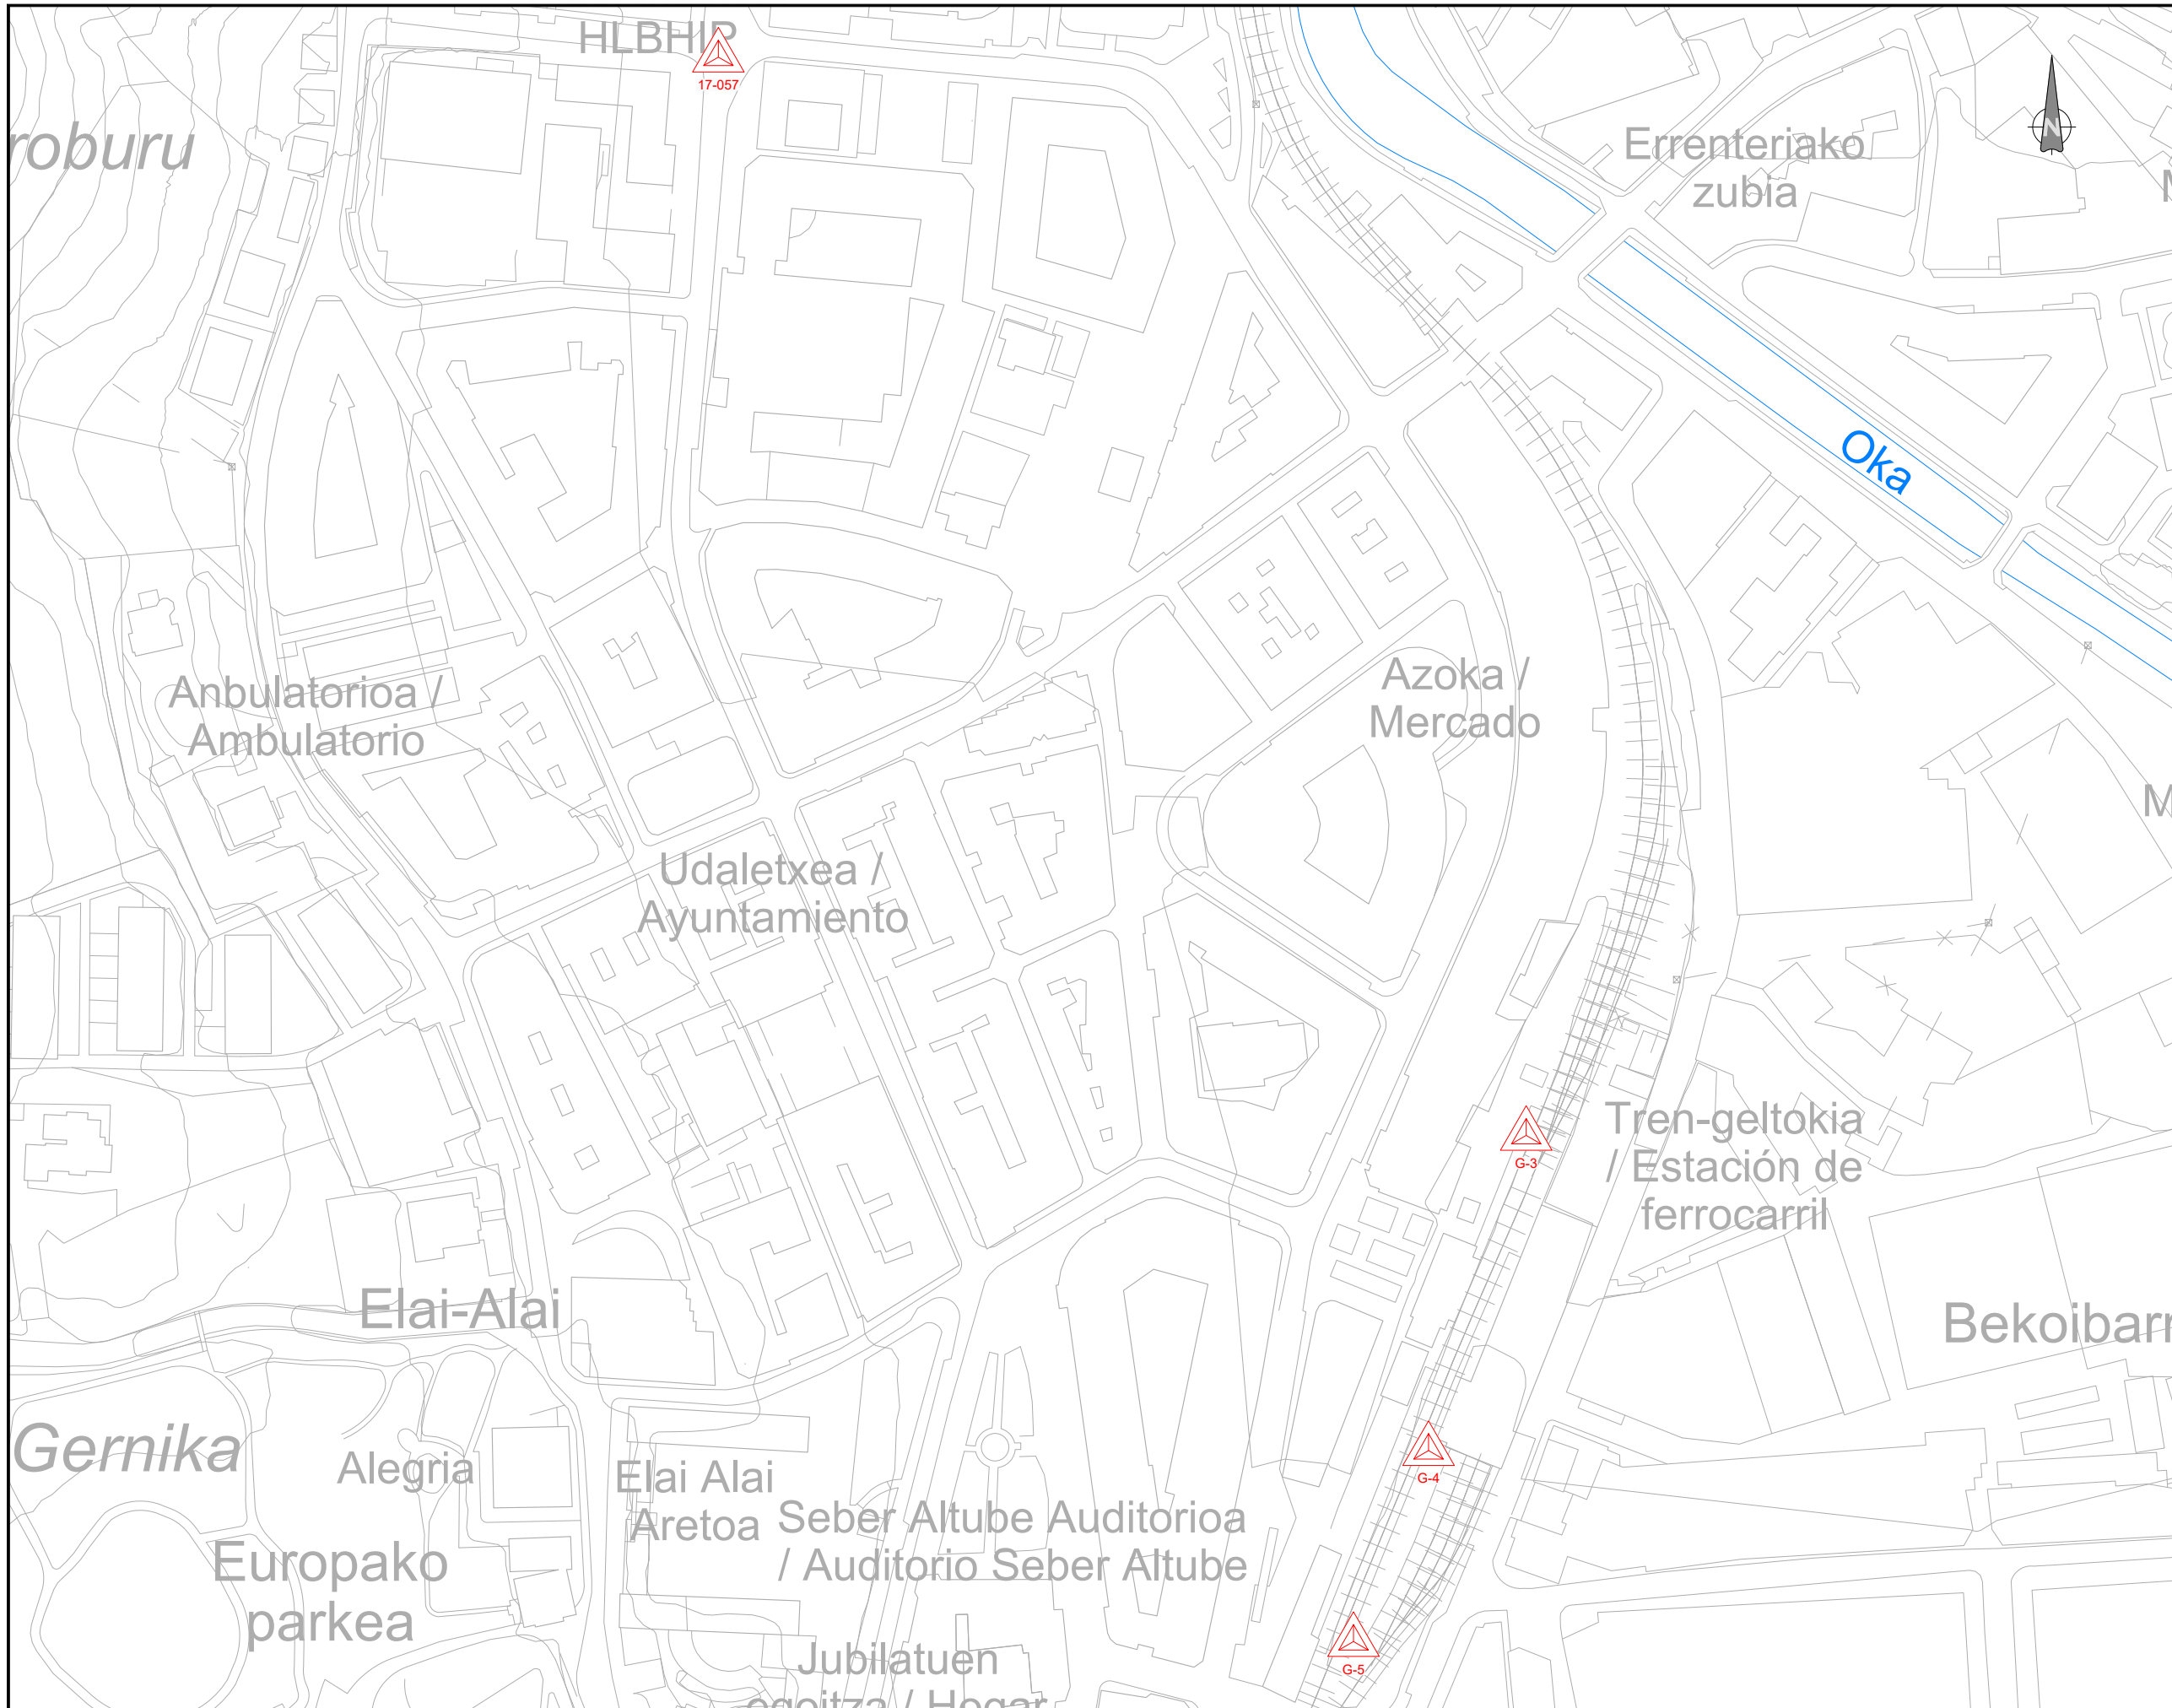 HLBHIP
17-057
roburu
Errenteriako
zubia
N
M
Oka
Anbulatorioa /
Ambulatorio
Azoka /
Mercado
M
Udaletxea /
Ayuntamiento
Tren-geltokia
/ Estación de
ferrocarril
G-3
Elai-Alai
Bekoibarr
Gernika
Alegria
Elai Alai
Aretoa
G-4
Seber Altube Auditorioa
/ Auditorio Seber Altube
Europako
parkea
Jubilatuen
egoitza / Hogar
G-5